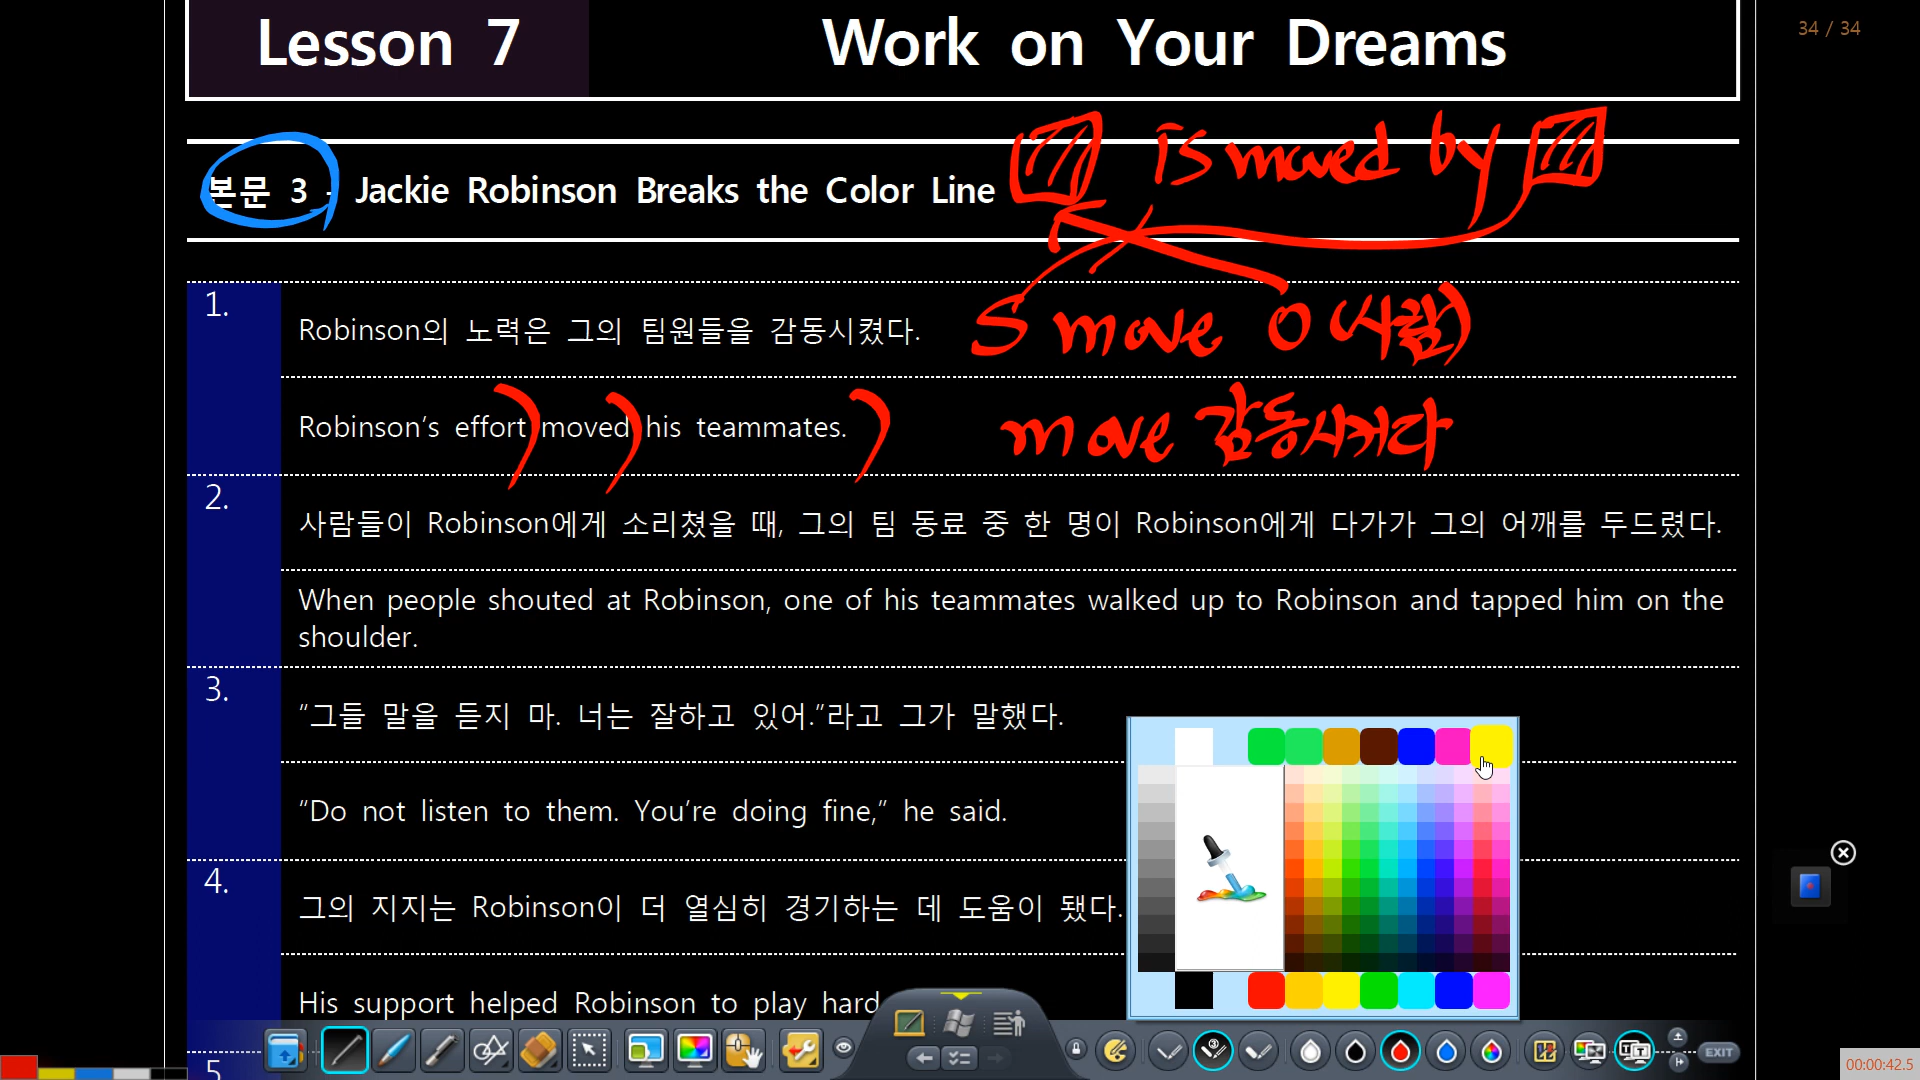 Lesson 7
Work on Your Dreams
34 / 34
is moved by
본문 3 - Jackie Robinson Breaks the Color Line
1.
Robinson의 노력은 그의 팀원들을 감동시켰다.
S move O (사람)
Robinson’s effort moved his teammates.
move 감동시키다
2.
사람들이 Robinson에게 소리쳤을 때, 그의 팀 동료 중 한 명이 Robinson에게 다가가 그의 어깨를 두드렸다.
When people shouted at Robinson, one of his teammates walked up to Robinson and tapped him on the
shoulder.
3.
“그들 말을 듣지 마. 너는 잘하고 있어.”라고 그가 말했다.
“Do not listen to them. You’re doing fine,” he said.
4.
그의 지지는 Robinson이 더 열심히 경기하는 데 도움이 됐다.
His support helped Robinson to play hard
5
EXIT
00:00:42.5